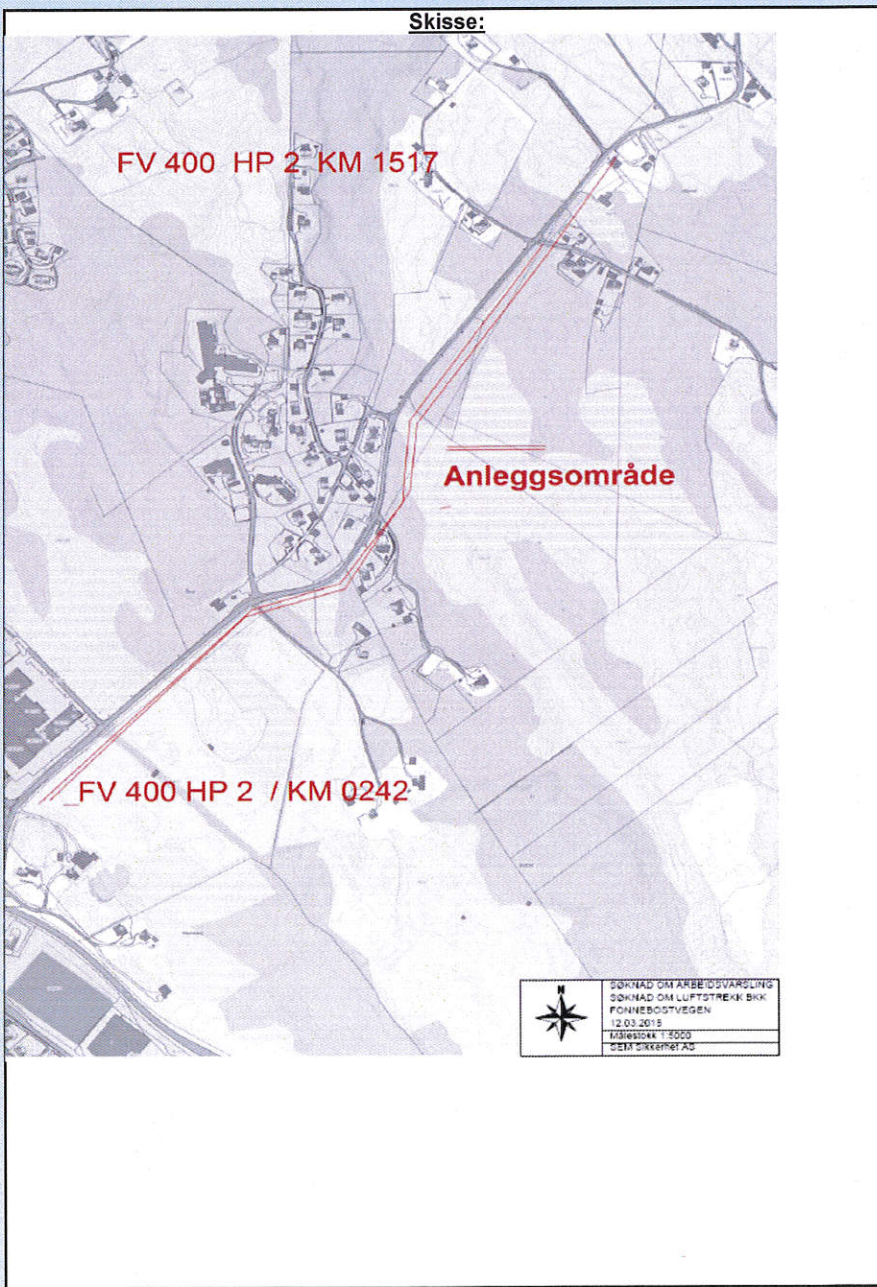 Skisse:
FV 400 HP 2 KM 1517
Anleggsområde
FV 400 HP 2 / KM 0242
N
SØKNAD OM ARBEIDSVARSLING
SØKNAD OM LUFTSTREKK BKK
FONNEBOSTVEGEN
12.03.2015
Målestokk 1:5000
SEM Sikkerhet AS